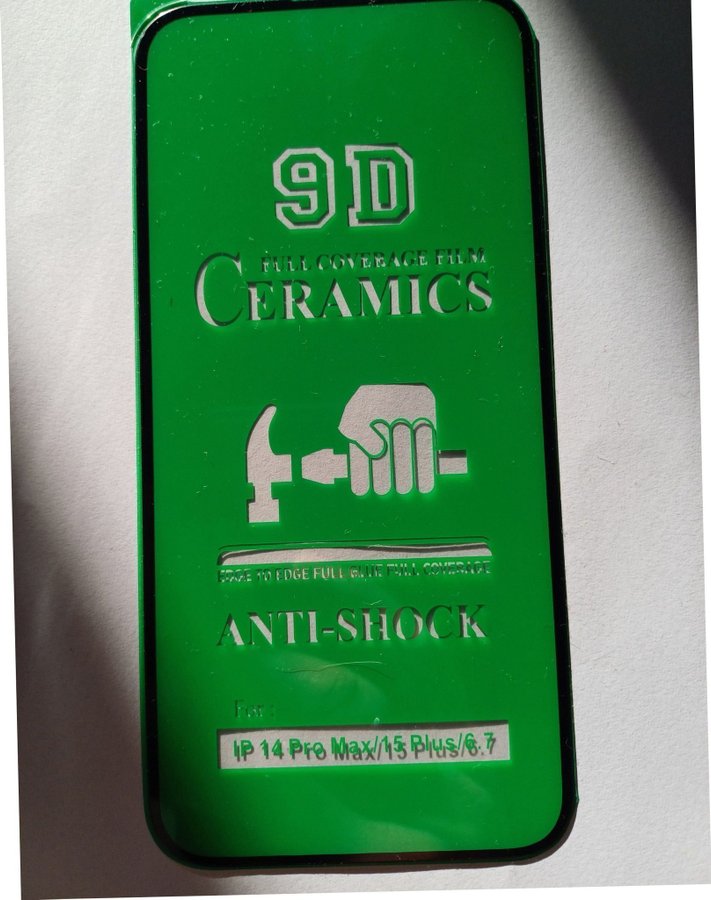 9D
FULL COVERAGE FILM
CERAMICS
EDGE TO EDGE FULL GLUE FULL COVERAGE
ANTI-SHOCK
For :
IP 14 Pro Max/15 Plus/6.7